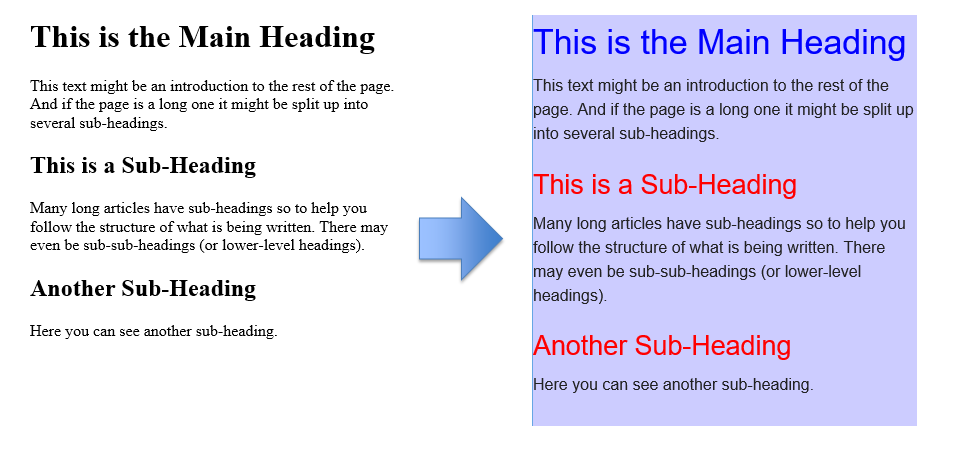 This is the Main Heading
This text might be an introduction to the rest of the page.
And if the page is a long one it might be split up into
several sub-headings.
This is a Sub-Heading
Many long articles have sub-headings so to help you
follow the structure of what is being written. There may
even be sub-sub-headings (or lower-level headings).
Another Sub-Heading
Here you can see another sub-heading.
This is the Main Heading
This text might be an introduction to the rest of the
page. And if the page is a long one it might be split up
into several sub-headings.
This is a Sub-Heading
Many long articles have sub-headings so to help you
follow the structure of what is being written. There
may even be sub-sub-headings (or lower-level
headings).
Another Sub-Heading
Here you can see another sub-heading.